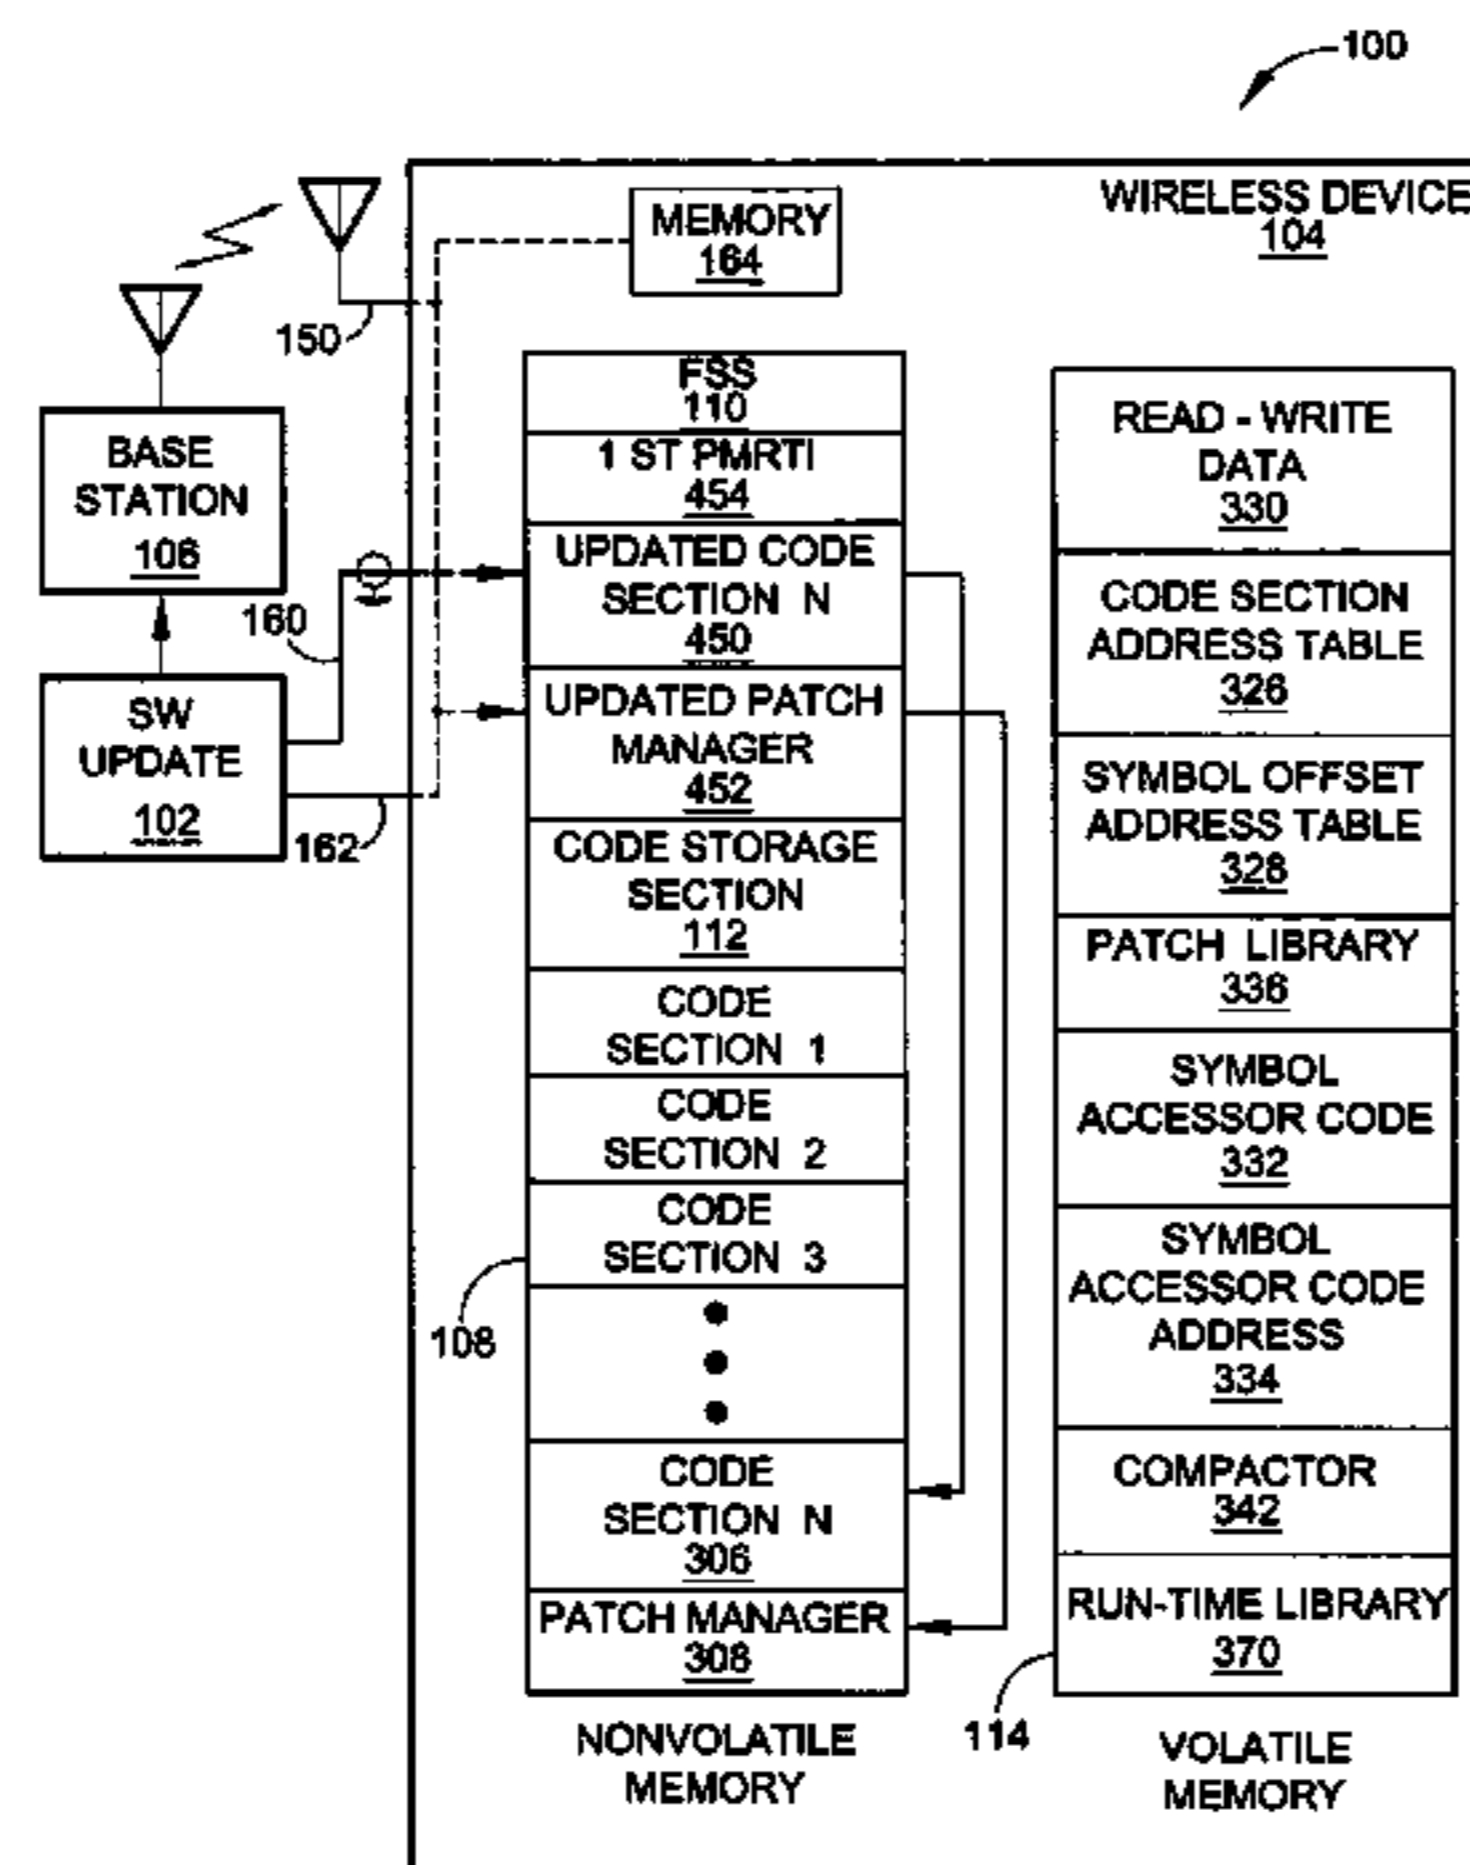 100
WIRELESS DEVICE
104
MEMORY
164
150
BASE
STATION
106
160
SW
UPDATE
102
162
FSS
110
1 ST PMRTI
454
UPDATED CODE
SECTION N
450
UPDATED PATCH
MANAGER
452
CODE STORAGE
SECTION
112
CODE
SECTION 1
CODE
SECTION 2
CODE
SECTION 3
108
CODE
SECTION N
306
PATCH MANAGER
308
NONVOLATILE
MEMORY
READ - WRITE
DATA
330
CODE SECTION
ADDRESS TABLE
326
SYMBOL OFFSET
ADDRESS TABLE
328
PATCH LIBRARY
336
SYMBOL
ACCESSOR CODE
332
SYMBOL
ACCESSOR CODE
ADDRESS
334
COMPACTOR
342
RUN-TIME LIBRARY
370
114
VOLATILE
MEMORY